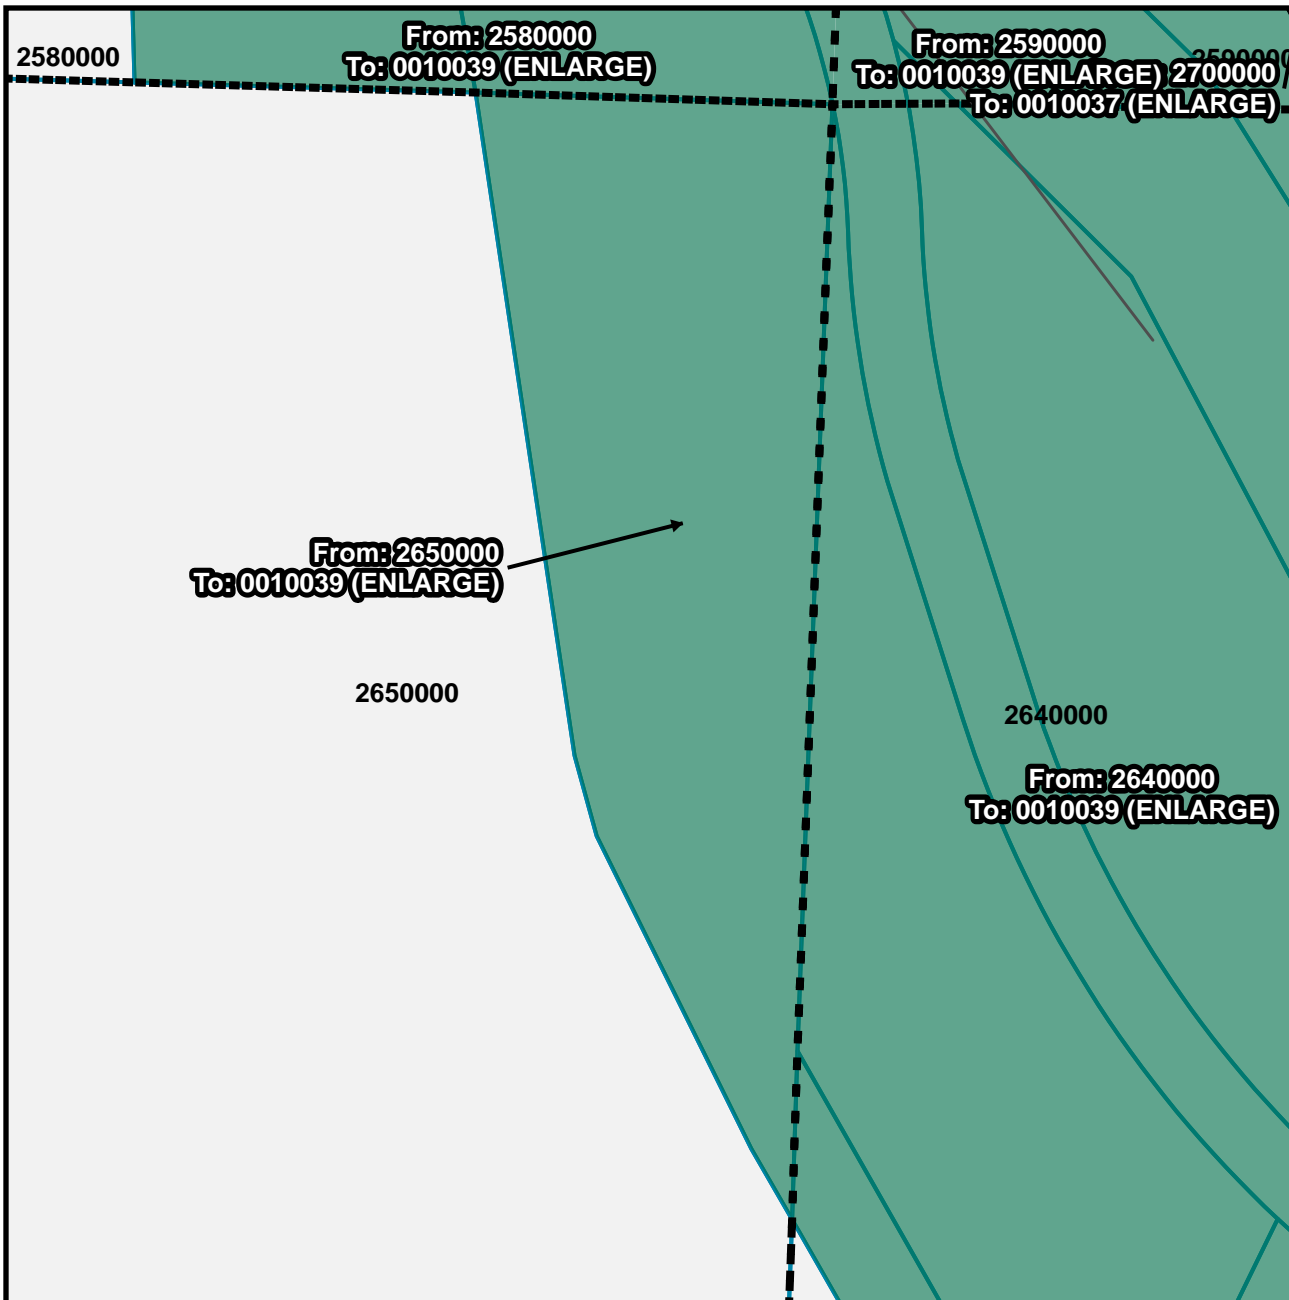 2580000
From: 2580000
To: 0010039 (ENLARGE)
From: 2590000
To: 0010039 (ENLARGE)
2590000
2700000
To: 0010037 (ENLARGE)
From: 2650000
To: 0010039 (ENLARGE)
2650000
2640000
From: 2640000
To: 0010039 (ENLARGE)